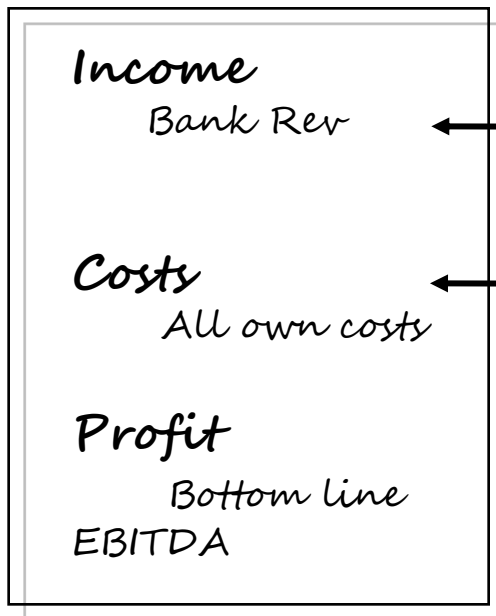 Income
Bank Rev
Costs
All own costs
Profit
Bottom line
EBITDA